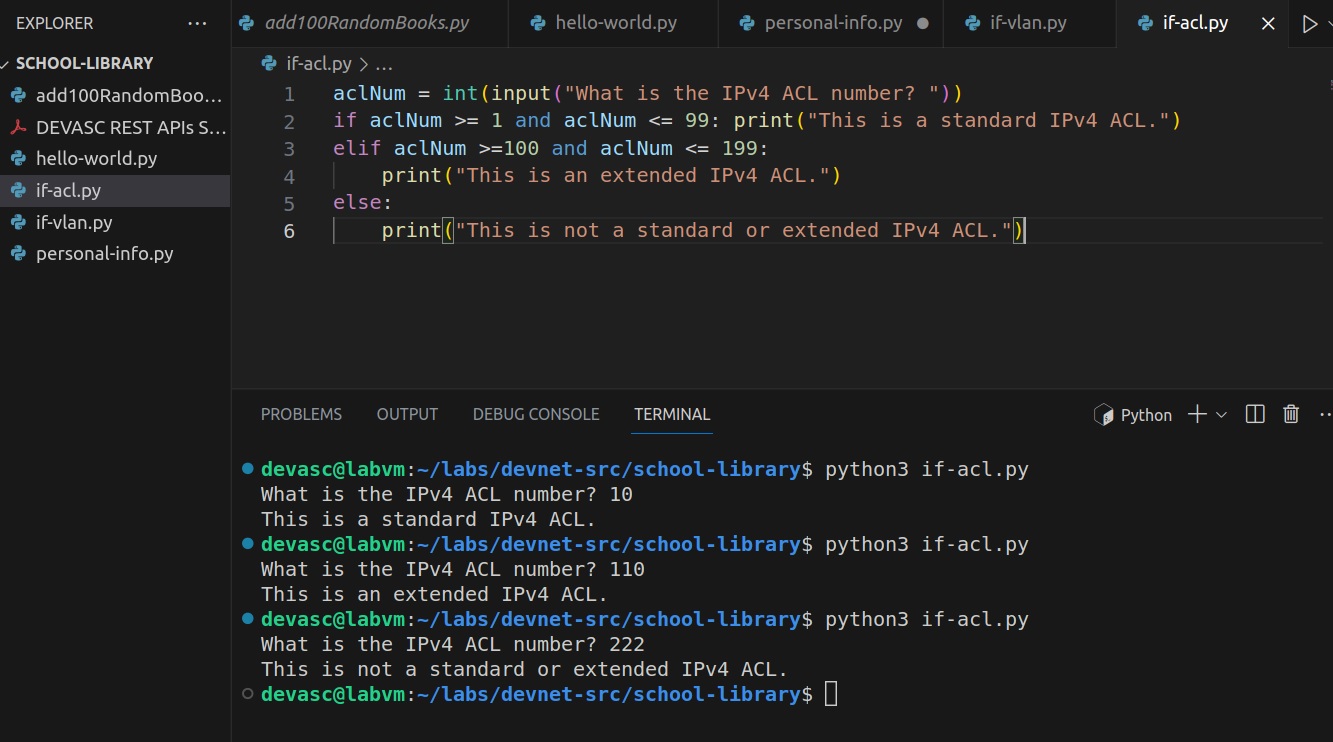 EXPLORER ...
SCHOOL-LIBRARY
add100RandomBoo...
DEVASC REST APIs S...
hello-world.py
if-acl.py
if-vlan.py
personal-info.py
add100RandomBooks.py hello-world.py personal-info.py if-vlan.py if-acl.py
if-acl.py > ...
1 aclNum = int(input("What is the IPv4 ACL number? "))
2 if aclNum >= 1 and aclNum <= 99: print("This is a standard IPv4 ACL.")
3 elif aclNum >=100 and aclNum <= 199:
4     print("This is an extended IPv4 ACL.")
5 else:
6     print("This is not a standard or extended IPv4 ACL.")
PROBLEMS OUTPUT DEBUG CONSOLE TERMINAL Python
devasc@labvm:~/labs/devnet-src/school-library$ python3 if-acl.py
What is the IPv4 ACL number? 10
This is a standard IPv4 ACL.
devasc@labvm:~/labs/devnet-src/school-library$ python3 if-acl.py
What is the IPv4 ACL number? 110
This is an extended IPv4 ACL.
devasc@labvm:~/labs/devnet-src/school-library$ python3 if-acl.py
What is the IPv4 ACL number? 222
This is not a standard or extended IPv4 ACL.
devasc@labvm:~/labs/devnet-src/school-library$